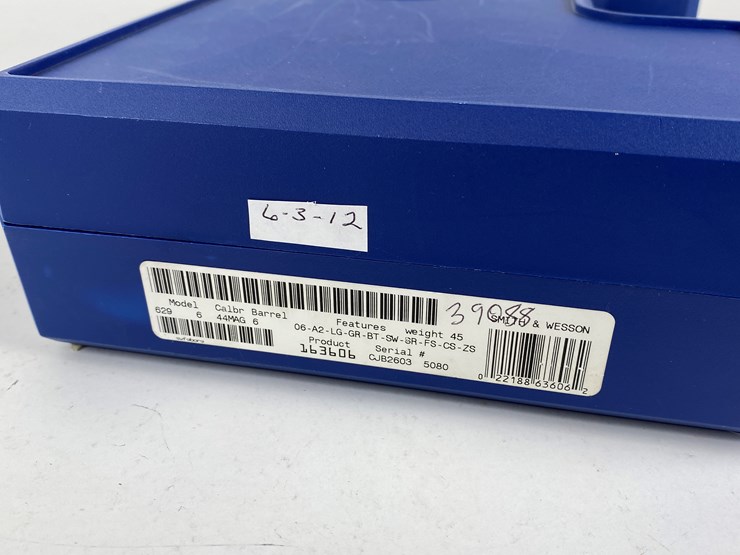 6-3-12
39088
SMITH & WESSON
Model Calbr Barrel Features weight 45
629 6 44MAG 6 06-A2-LG-GR-BT-SW-SR-FS-CS-ZS
Product Serial #
163606 CJB2603 5080
0 22188 63606 2